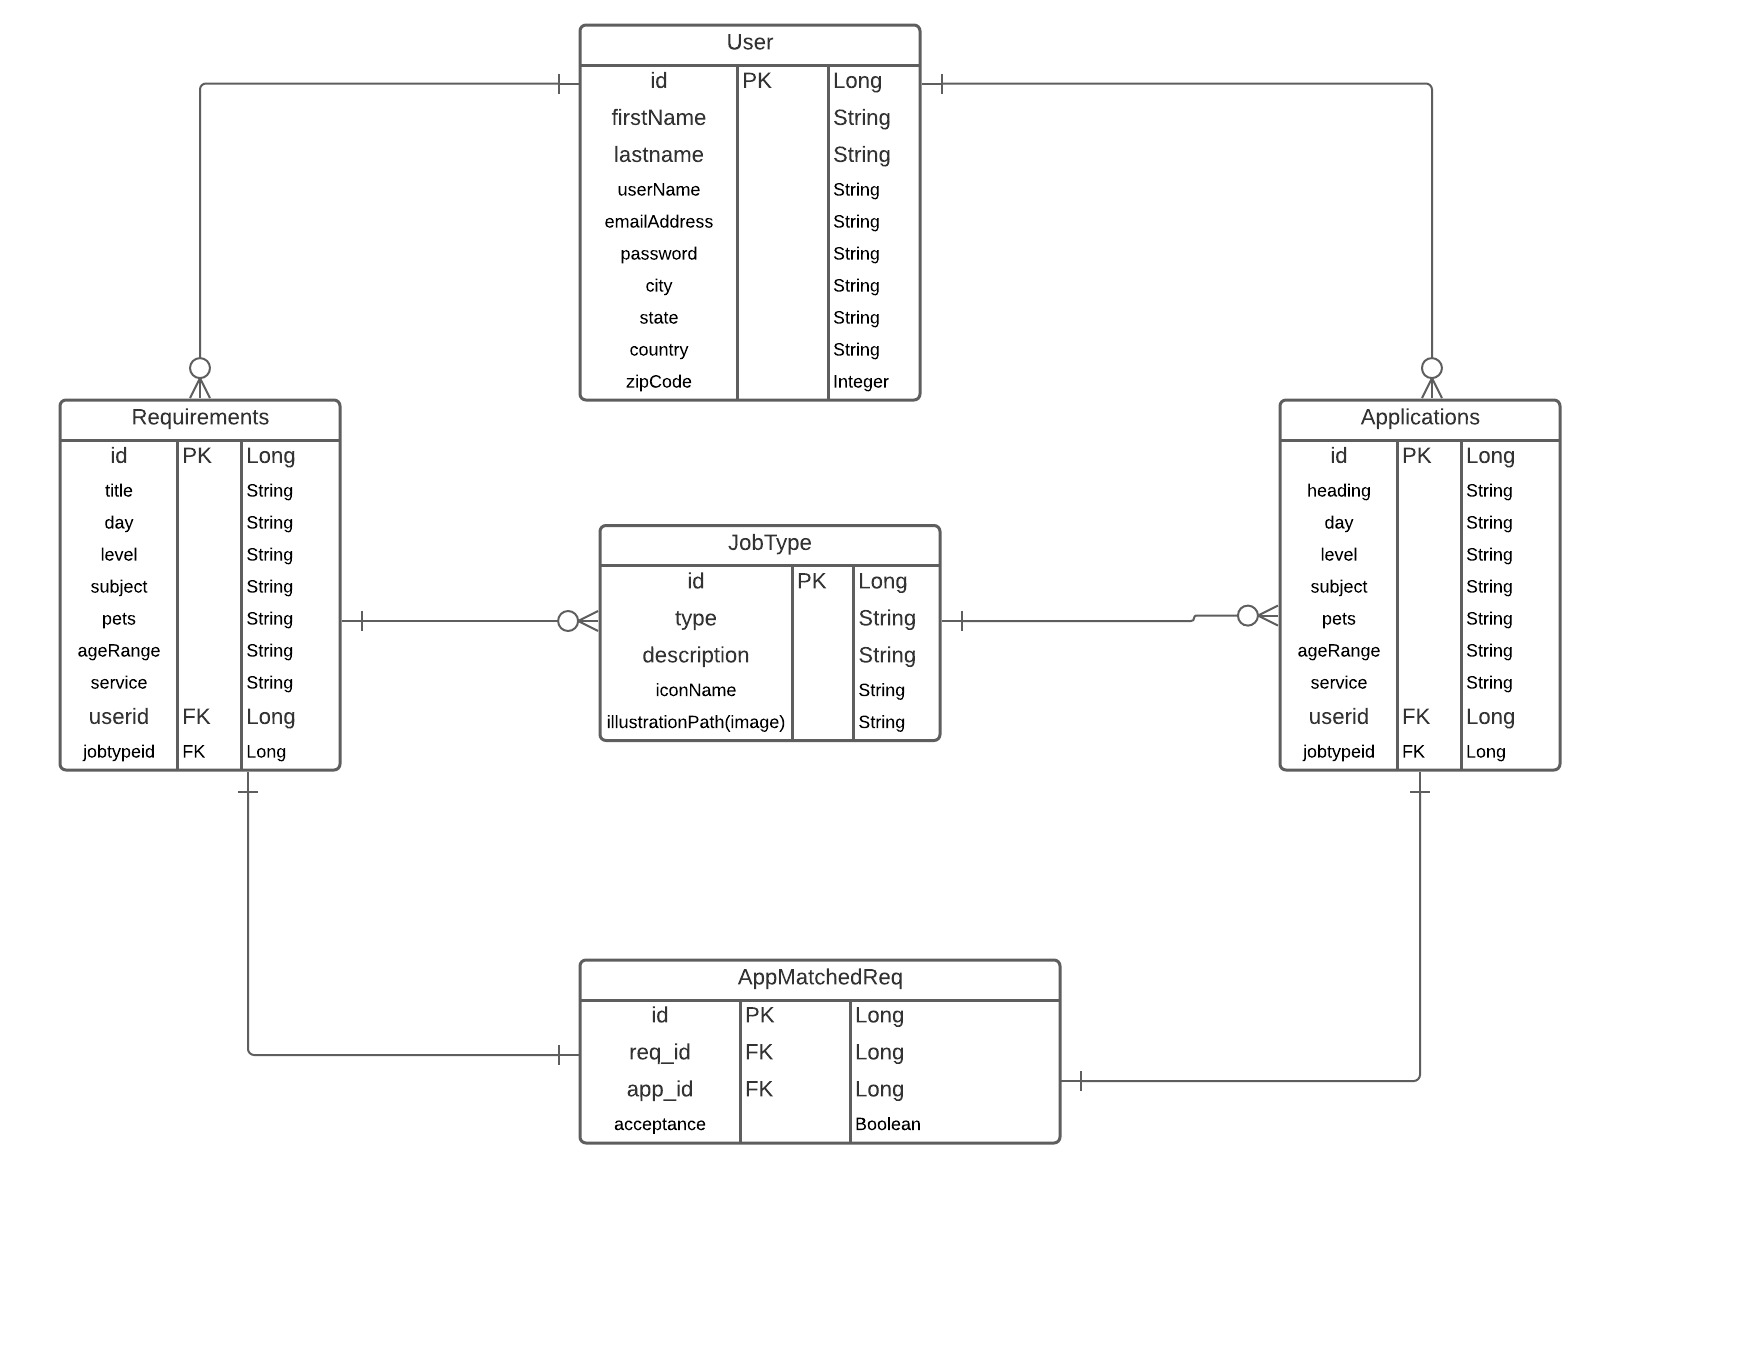 User
id PK Long
firstName String
lastname String
userName String
emailAddress String
password String
city String
state String
country String
zipCode Integer
Requirements
id PK Long
title String
day String
level String
subject String
pets String
ageRange String
service String
userid FK Long
jobtypeid FK Long
JobType
id PK Long
type String
description String
iconName String
illustrationPath(image) String
Applications
id PK Long
heading String
day String
level String
subject String
pets String
ageRange String
service String
userid FK Long
jobtypeid FK Long
AppMatchedReq
id PK Long
req_id FK Long
app_id FK Long
acceptance Boolean